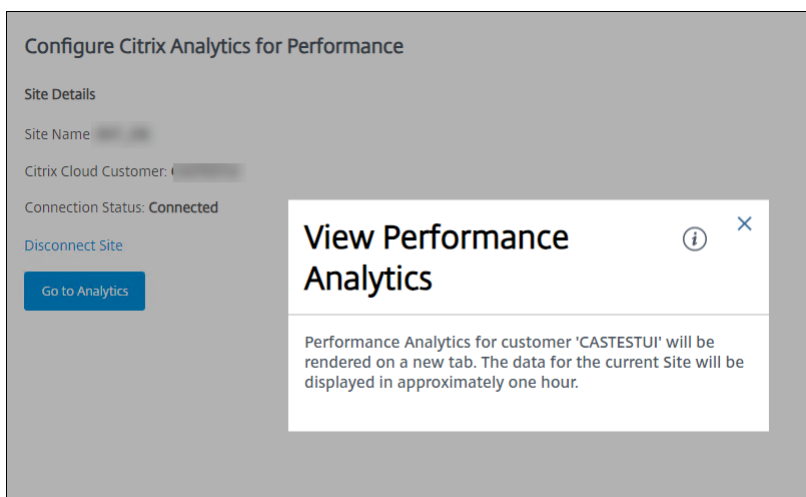 Configure Citrix Analytics for Performance
Site Details
Site Name
Citrix Cloud Customer:
Connection Status: Connected
Disconnect Site
Go to Analytics
View Performance
Analytics
Performance Analytics for customer 'CASTESTUI' will be
rendered on a new tab. The data for the current Site will be
displayed in approximately one hour.